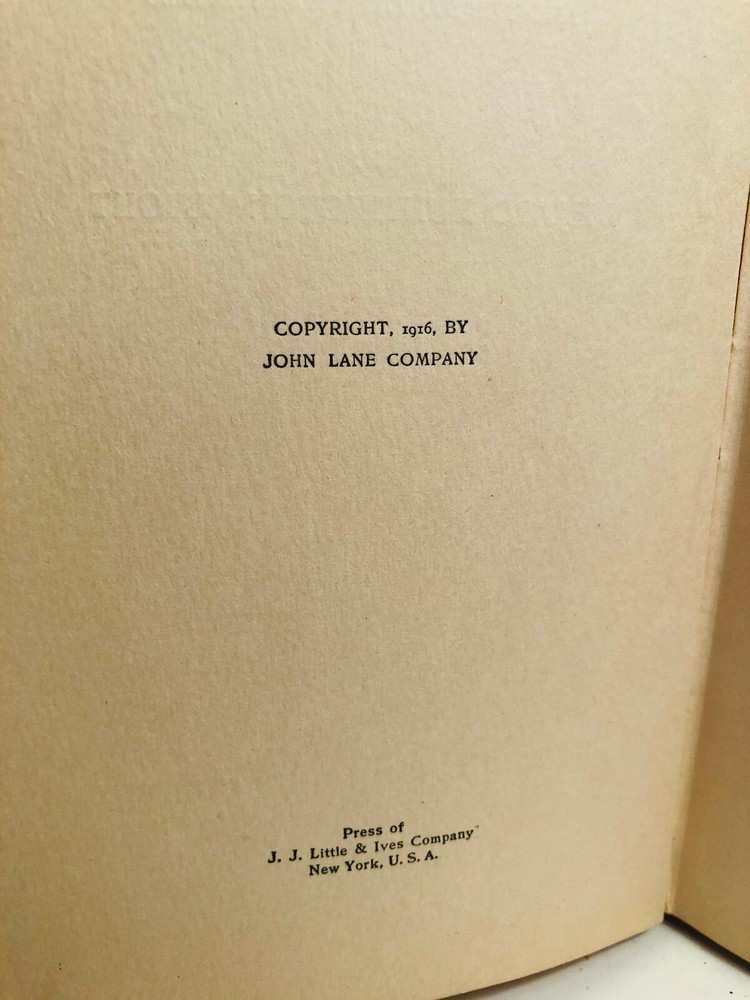 COPYRIGHT, 1916, BY
JOHN LANE COMPANY
Press of
J. J. Little & Ives Company
New York, U. S. A.